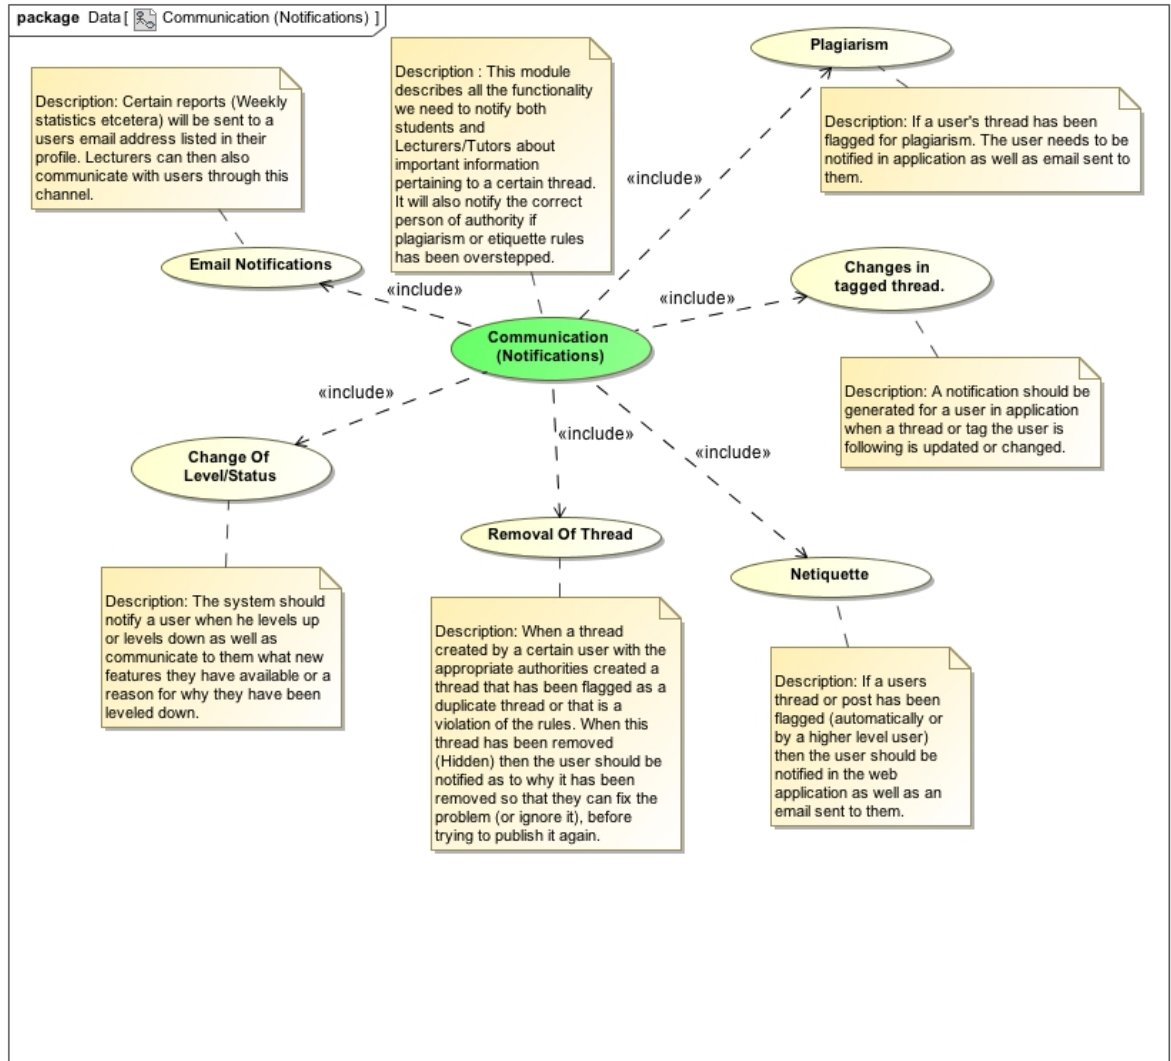 package Data [ Communication (Notifications) ]
Description: Certain reports (Weekly
statistics etcetera) will be sent to a
users email address listed in their
profile. Lecturers can then also
communicate with users through this
channel.
Description : This module
describes all the functionality
we need to notify both
students and
Lecturers/Tutors about
important information
pertaining to a certain thread.
It will also notify the correct
person of authority if
plagiarism or etiquette rules
has been overstepped.
Plagiarism
Description: If a user's thread has been
flagged for plagiarism. The user needs to be
notified in application as well as email sent to
them.
«include»
Email Notifications
«include»
«include»
Changes in
tagged thread.
Communication
(Notifications)
Description: A notification should be
generated for a user in application
when a thread or tag the user is
following is updated or changed.
«include»
«include»
«include»
Change Of
Level/Status
Removal Of Thread
Netiquette
Description: The system should
notify a user when he levels up
or levels down as well as
communicate to them what new
features they have available or a
reason for why they have been
leveled down.
Description: When a thread
created by a certain user with the
appropriate authorities created a
thread that has been flagged as a
duplicate thread or that is a
violation of the rules. When this
thread has been removed
(Hidden) then the user should be
notified as to why it has been
removed so that they can fix the
problem (or ignore it), before
trying to publish it again.
Description: If a users
thread or post has been
flagged (automatically or
by a higher level user)
then the user should be
notified in the web
application as well as an
email sent to them.